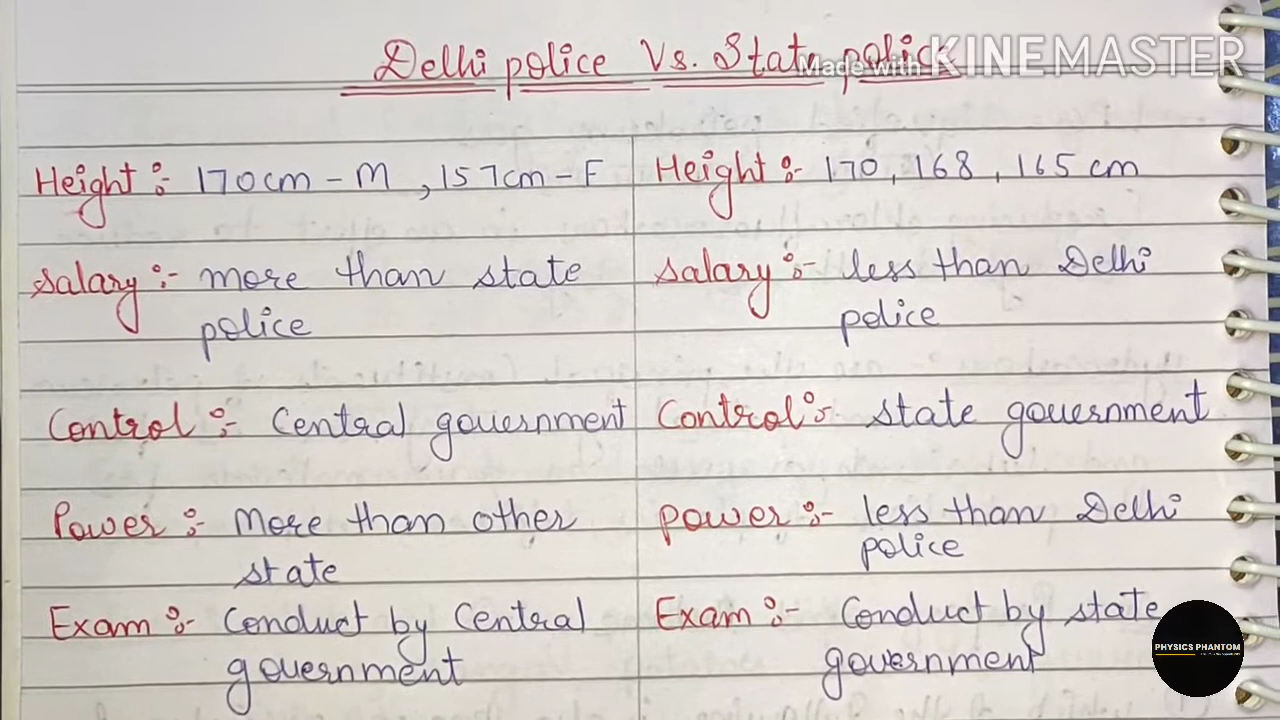 Delhi police Vs. State police
Made with KINEMASTER
Height :- 170cm - M , 157cm - F
Height :- 170, 168, 165 cm
Salary :- more than state
police
Salary :- less than Delhi
police
Control :- Central government
Control :- state government
Power :- More than other
state
power :- less than Delhi
police
Exam :- Conduct by Central
government
Exam :- Conduct by state
government
PHYSICS PHANTOM